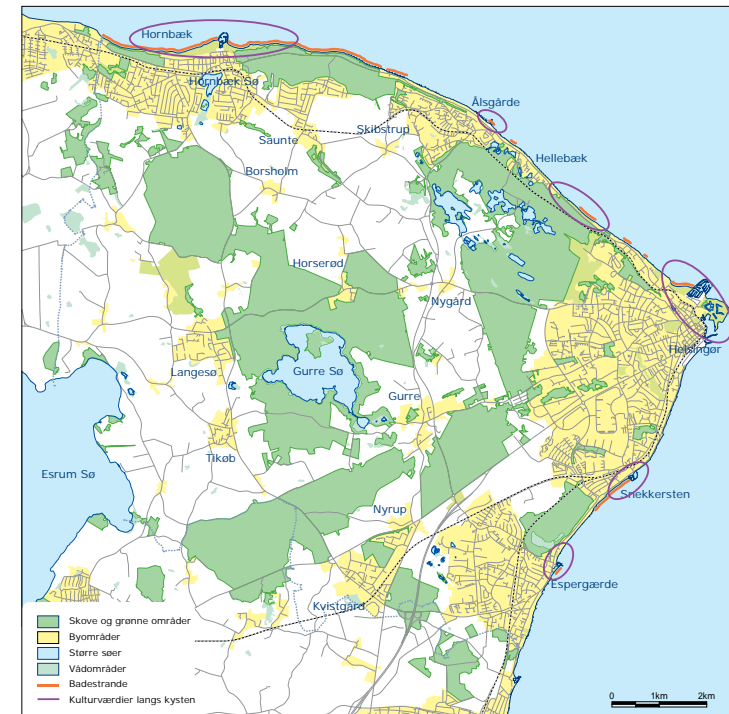 Hornbæk
Hornbæk Sø
Ålsgårde
Skibstrup
Saunte
Hellebæk
Borsholm
Horserød
Nygård
Helsingør
Langesø
Gurre Sø
Gurre
Tikøb
Esrum Sø
Snekkersten
Nyrup
Espergærde
Kvistgård
Skove og grønne områder
Byområder
Større søer
Vådområder
Badestrande
Kulturværdier langs kysten
0 1km 2km